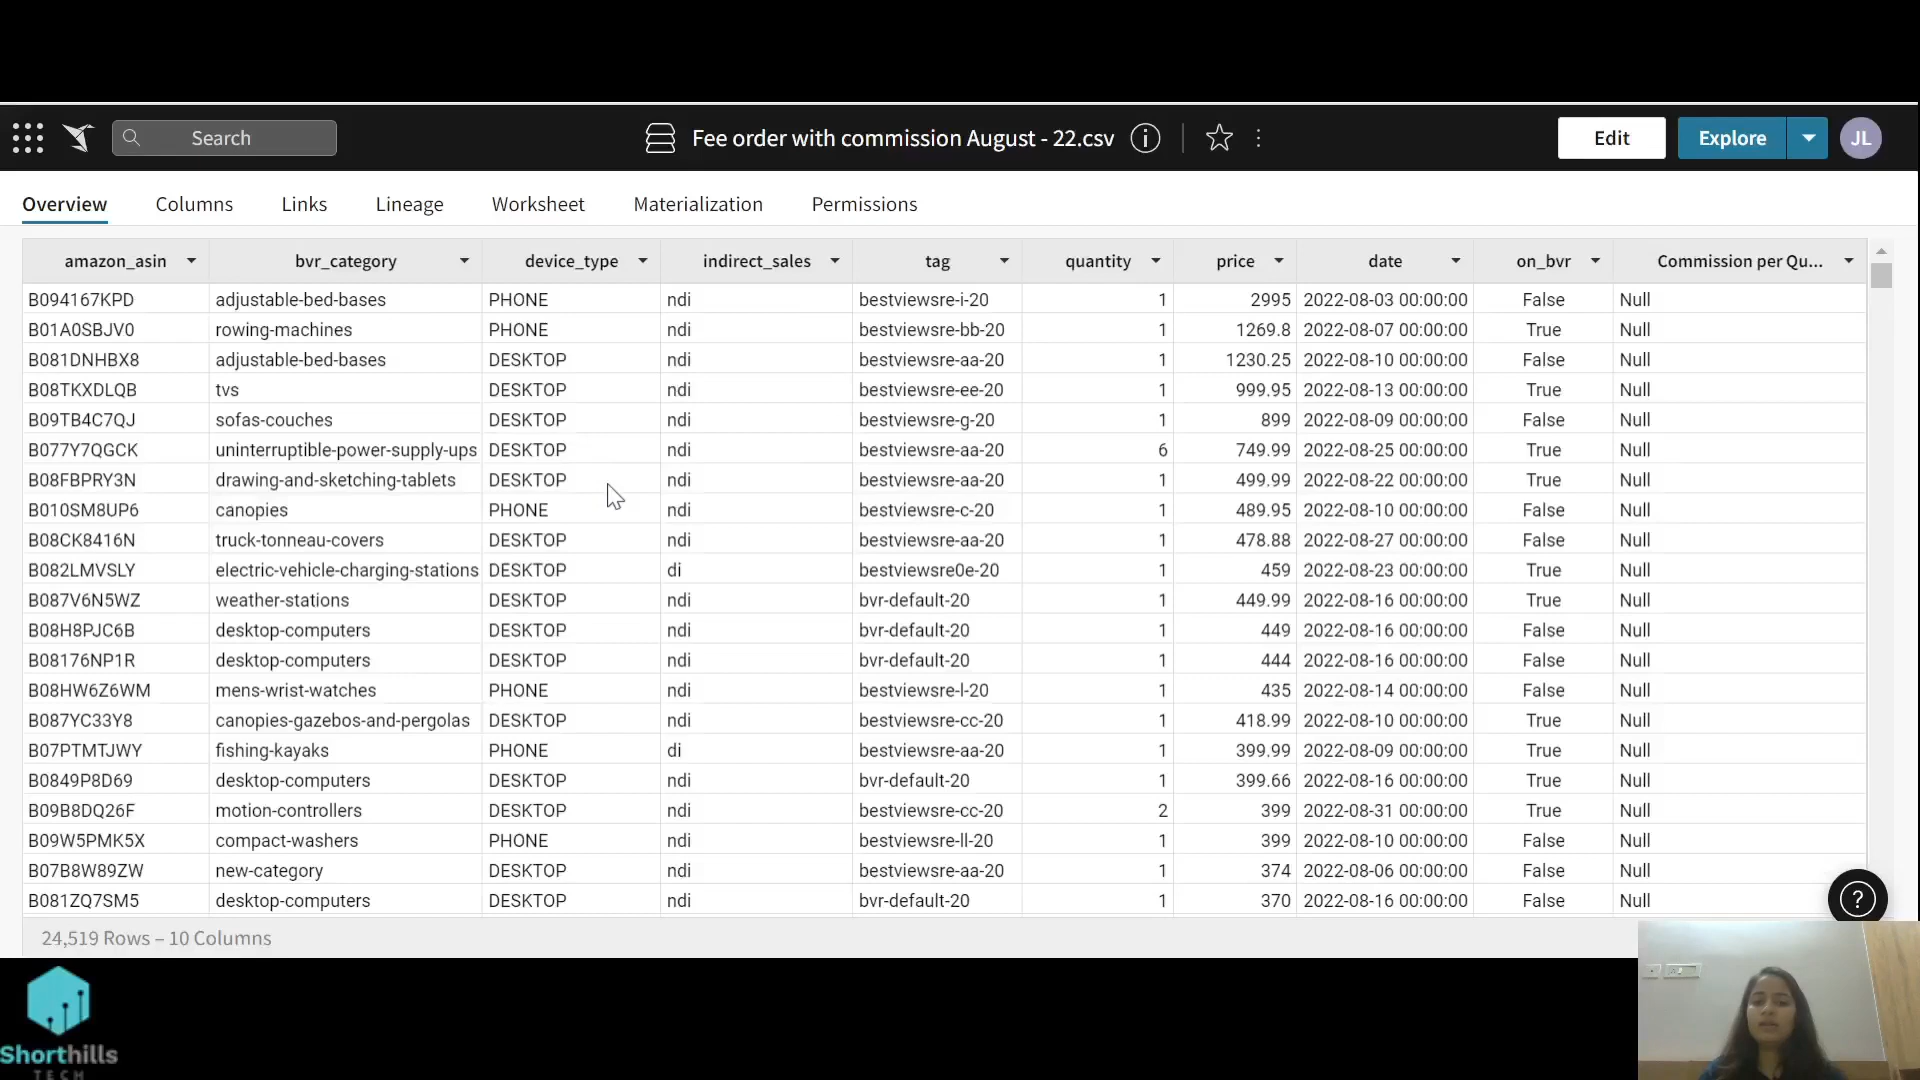 Search Fee order with commission August - 22.csv Edit Explore JL
Overview Columns Links Lineage Worksheet Materialization Permissions
amazon_asin bvr_category device_type indirect_sales tag quantity price date on_bvr Commission per Qu...
B094167KPD adjustable-bed-bases PHONE ndi bestviewsre-i-20 1 2995 2022-08-03 00:00:00 False Null
B01A0SBJV0 rowing-machines PHONE ndi bestviewsre-bb-20 1 1269.8 2022-08-07 00:00:00 True Null
B081DNHBX8 adjustable-bed-bases DESKTOP ndi bestviewsre-aa-20 1 1230.25 2022-08-10 00:00:00 False Null
B08TKXDLQB tvs DESKTOP ndi bestviewsre-ee-20 1 999.95 2022-08-13 00:00:00 True Null
B09TB4C7QJ sofas-couches DESKTOP ndi bestviewsre-g-20 1 899 2022-08-09 00:00:00 False Null
B077Y7QGCK uninterruptible-power-supply-ups DESKTOP ndi bestviewsre-aa-20 6 749.99 2022-08-25 00:00:00 True Null
B08FBPRY3N drawing-and-sketching-tablets DESKTOP ndi bestviewsre-aa-20 1 499.99 2022-08-22 00:00:00 True Null
B010SM8UP6 canopies PHONE ndi bestviewsre-c-20 1 489.95 2022-08-10 00:00:00 False Null
B08CK8416N truck-tonneau-covers DESKTOP ndi bestviewsre-aa-20 1 478.88 2022-08-27 00:00:00 False Null
B082LMVSLY electric-vehicle-charging-stations DESKTOP di bestviewsre0e-20 1 459 2022-08-23 00:00:00 True Null
B087V6N5WZ weather-stations DESKTOP ndi bvr-default-20 1 449.99 2022-08-16 00:00:00 True Null
B08H8PJC6B desktop-computers DESKTOP ndi bvr-default-20 1 449 2022-08-16 00:00:00 False Null
B08176NP1R desktop-computers DESKTOP ndi bvr-default-20 1 444 2022-08-16 00:00:00 False Null
B08HW6Z6WM mens-wrist-watches PHONE ndi bestviewsre-l-20 1 435 2022-08-14 00:00:00 False Null
B087YC33Y8 canopies-gazebos-and-pergolas DESKTOP ndi bestviewsre-cc-20 1 418.99 2022-08-10 00:00:00 True Null
B07PTMTJWY fishing-kayaks PHONE di bestviewsre-aa-20 1 399.99 2022-08-09 00:00:00 True Null
B0849P8D69 desktop-computers DESKTOP ndi bvr-default-20 1 399.66 2022-08-16 00:00:00 True Null
B09B8DQ26F motion-controllers DESKTOP ndi bestviewsre-cc-20 2 399 2022-08-31 00:00:00 True Null
B09W5PMK5X compact-washers PHONE ndi bestviewsre-ll-20 1 399 2022-08-10 00:00:00 False Null
B07B8W89ZW new-category DESKTOP ndi bestviewsre-aa-20 1 374 2022-08-06 00:00:00 False Null
B081ZQ7SM5 desktop-computers DESKTOP ndi bvr-default-20 1 370 2022-08-16 00:00:00 False Null
24,519 Rows – 10 Columns
Shorthills
TECH